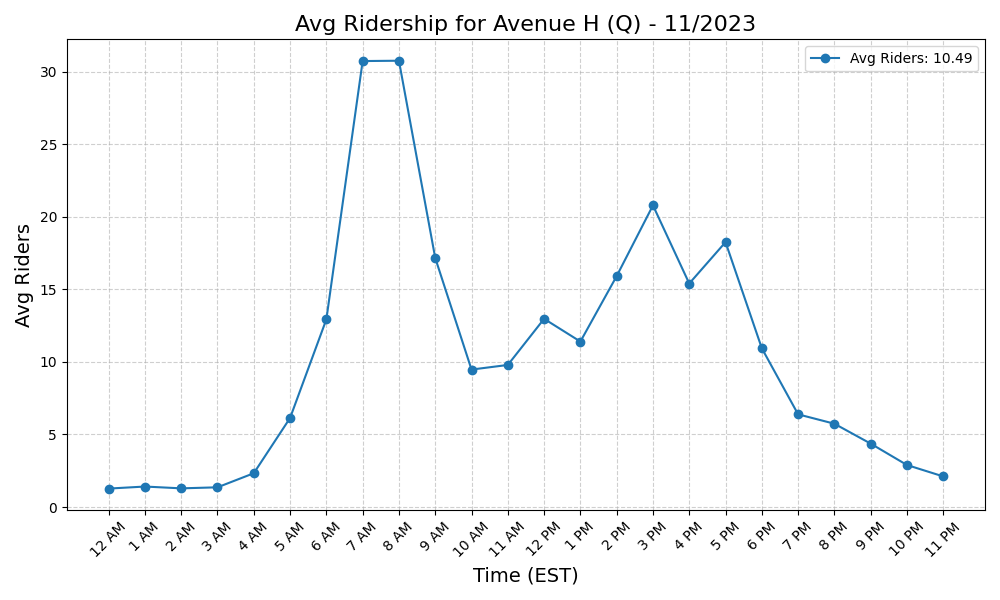 Avg Ridership for Avenue H (Q) - 11/2023
Avg Riders: 10.49
Avg Riders
30
25
20
15
10
5
0
12 AM
1 AM
2 AM
3 AM
4 AM
5 AM
6 AM
7 AM
8 AM
9 AM
10 AM
11 AM
12 PM
1 PM
2 PM
3 PM
4 PM
5 PM
6 PM
7 PM
8 PM
9 PM
10 PM
11 PM
Time (EST)